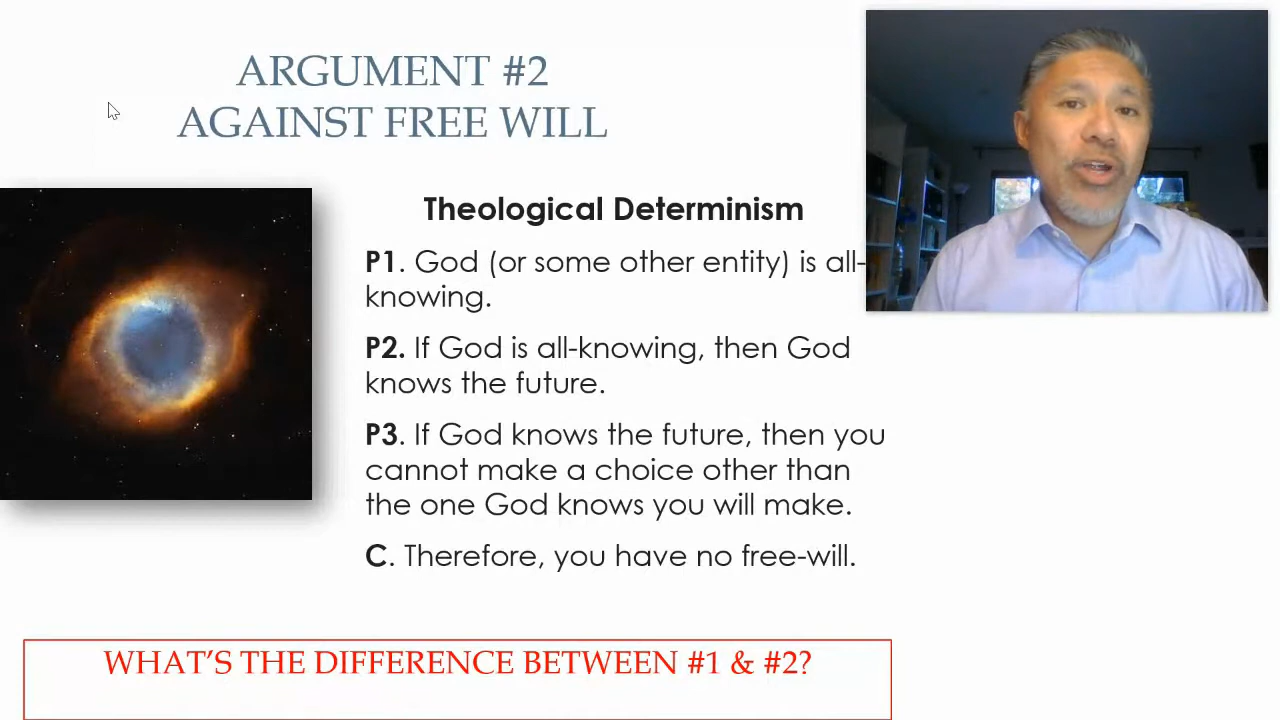 ARGUMENT #2
AGAINST FREE WILL
Theological Determinism
P1. God (or some other entity) is all-
knowing.
P2. If God is all-knowing, then God
knows the future.
P3. If God knows the future, then you
cannot make a choice other than
the one God knows you will make.
C. Therefore, you have no free-will.
WHAT’S THE DIFFERENCE BETWEEN #1 & #2?